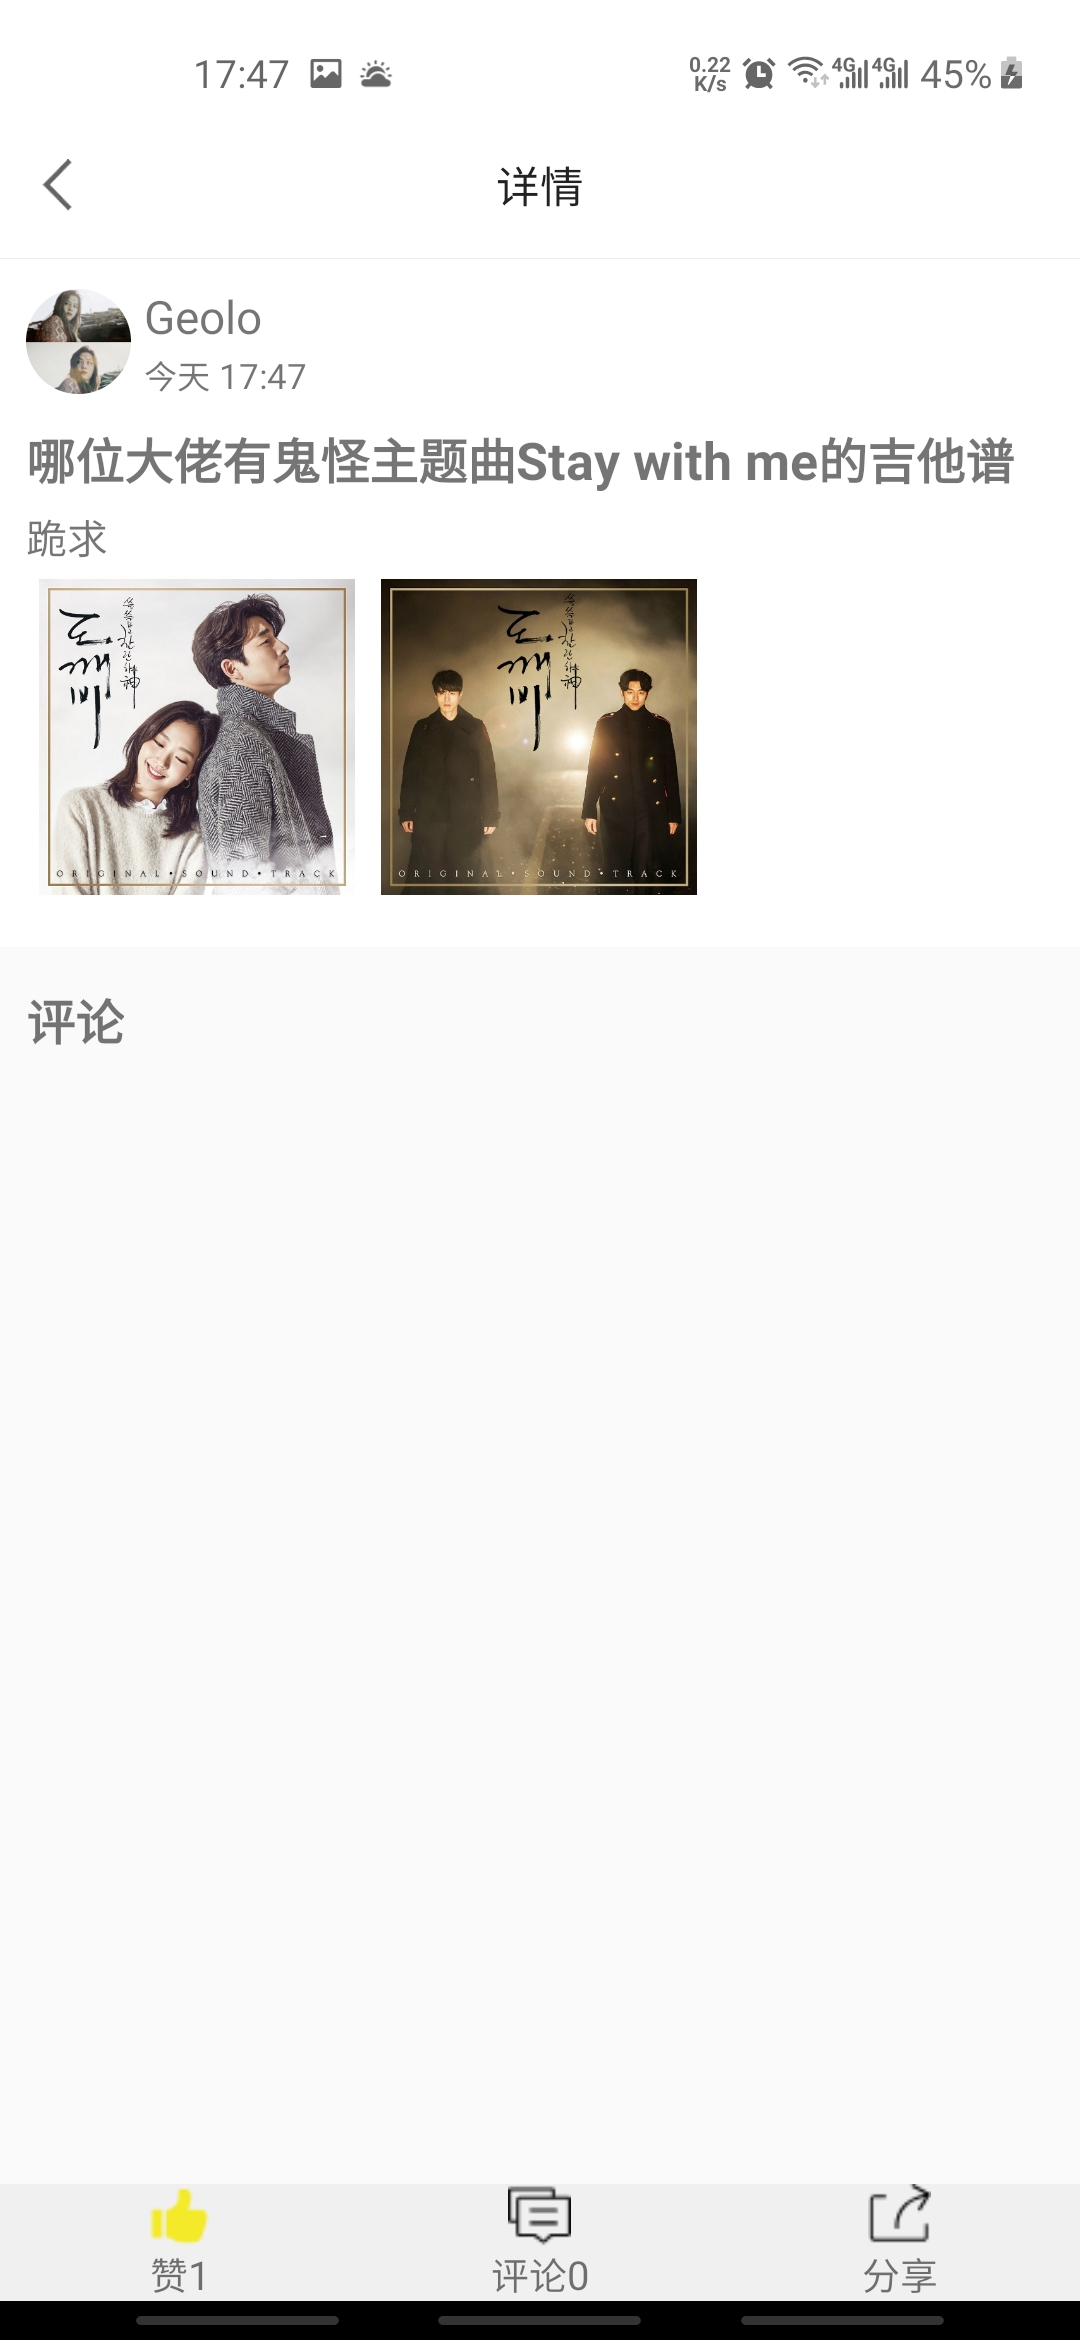 17:47
0.22
K/s
4G 4G 45%
详情
Geolo
今天 17:47
哪位大佬有鬼怪主题曲Stay with me的吉他谱
跪求
도깨비
쓸쓸하고 찬란하神
ORIGINAL•SOUND•TRACK
도깨비
쓸쓸하고 찬란하神
ORIGINAL•SOUND•TRACK
评论
赞1
评论0
分享